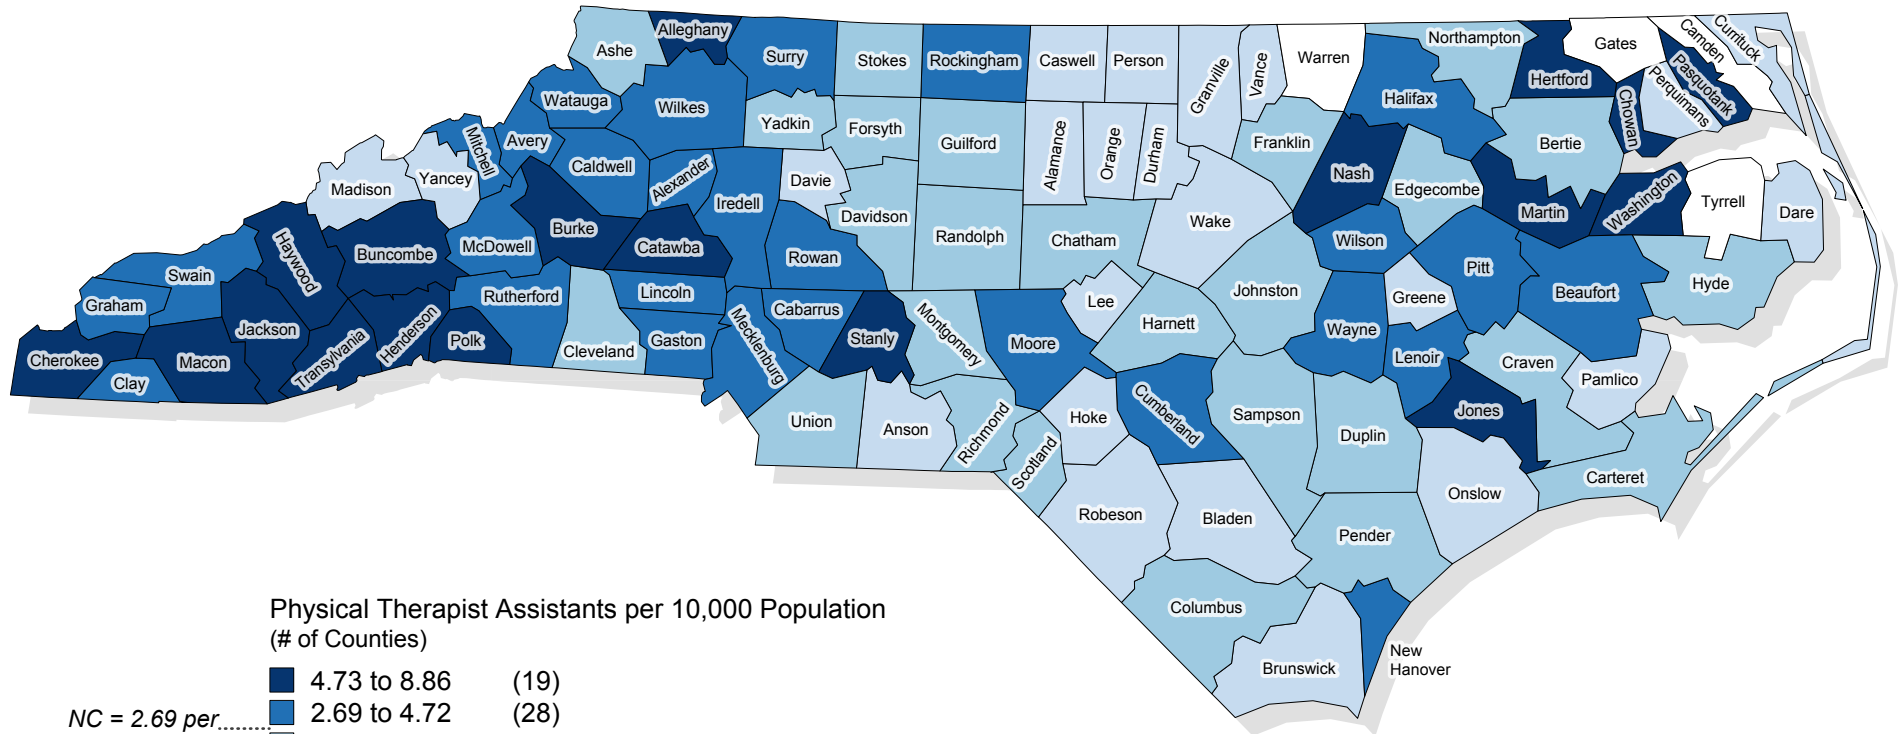 Alleghany
Ashe
Surry
Stokes
Rockingham
Caswell
Person
Granville
Vance
Warren
Northampton
Gates
Camden
Currituck
Hertford
Pasquotank
Perquimans
Chowan
Watauga
Wilkes
Yadkin
Forsyth
Guilford
Alamance
Orange
Durham
Franklin
Halifax
Bertie
Mitchell
Avery
Caldwell
Alexander
Iredell
Davie
Davidson
Randolph
Chatham
Wake
Nash
Edgecombe
Martin
Washington
Tyrrell
Dare
Madison
Yancey
McDowell
Burke
Catawba
Rowan
Wilson
Pitt
Beaufort
Hyde
Haywood
Buncombe
Swain
Graham
Rutherford
Lincoln
Cleveland
Gaston
Mecklenburg
Cabarrus
Stanly
Montgomery
Moore
Lee
Harnett
Johnston
Wayne
Greene
Lenoir
Craven
Pamlico
Jackson
Cherokee
Clay
Macon
Transylvania
Henderson
Polk
Union
Anson
Richmond
Scotland
Hoke
Cumberland
Sampson
Duplin
Jones
Onslow
Carteret
Robeson
Bladen
Pender
Columbus
Brunswick
New
Hanover
Physical Therapist Assistants per 10,000 Population
(# of Counties)
4.73 to 8.86 (19)
2.69 to 4.72 (28)
NC = 2.69 per